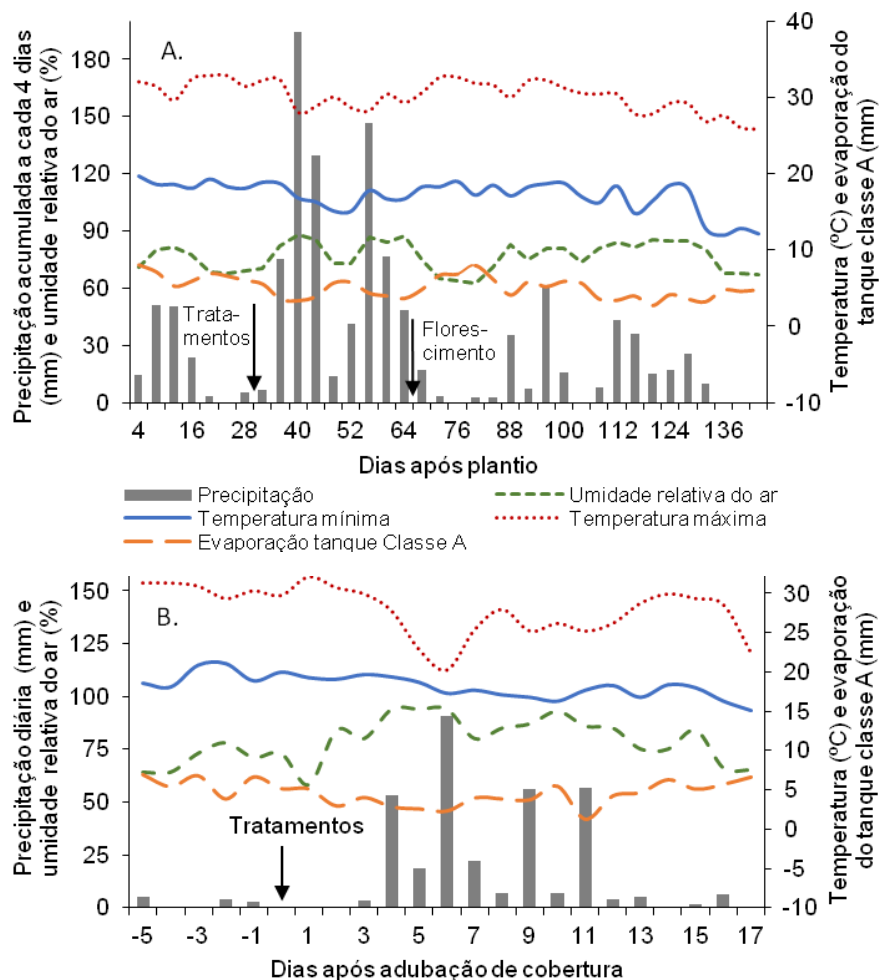 Precipitação acumulada a cada 4 dias
(mm) e umidade relativa do ar (%)
180
150
120
90
60
30
0
A.
Trata-
mentos
Flores-
cimento
40
30
20
10
0
-10
Temperatura (ºC) e evaporação do
tanque classe A (mm)
4 16 28 40 52 64 76 88 100 112 124 136
Dias após plantio
Precipitação
Umidade relativa do ar
Temperatura mínima
Temperatura máxima
Evaporação tanque Classe A
Precipitação diária (mm) e
umidade relativa do ar (%)
150
125
100
75
50
25
0
B.
Tratamentos
30
25
20
15
10
5
0
-5
-10
Temperatura (ºC) e evaporação
do tanque classe A (mm)
-5 -3 -1 1 3 5 7 9 11 13 15 17
Dias após adubação de cobertura